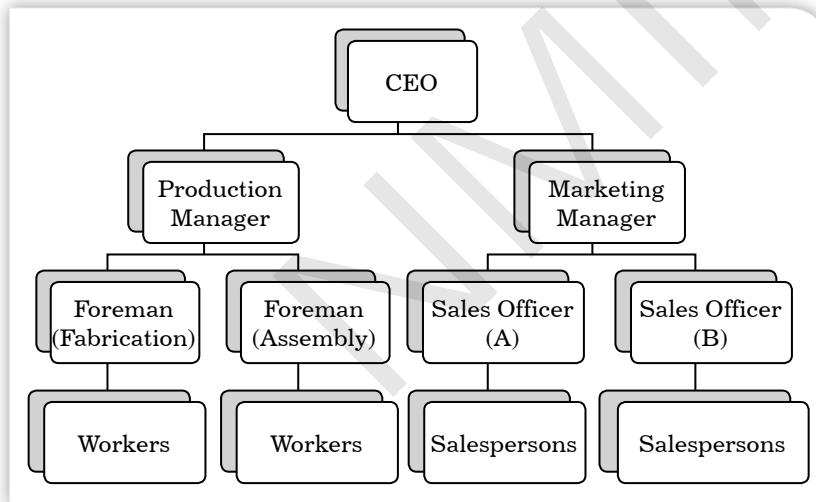 CEO
Production
Manager
Marketing
Manager
Foreman
(Fabrication)
Foreman
(Assembly)
Sales Officer
(A)
Sales Officer
(B)
Workers
Workers
Salespersons
Salespersons